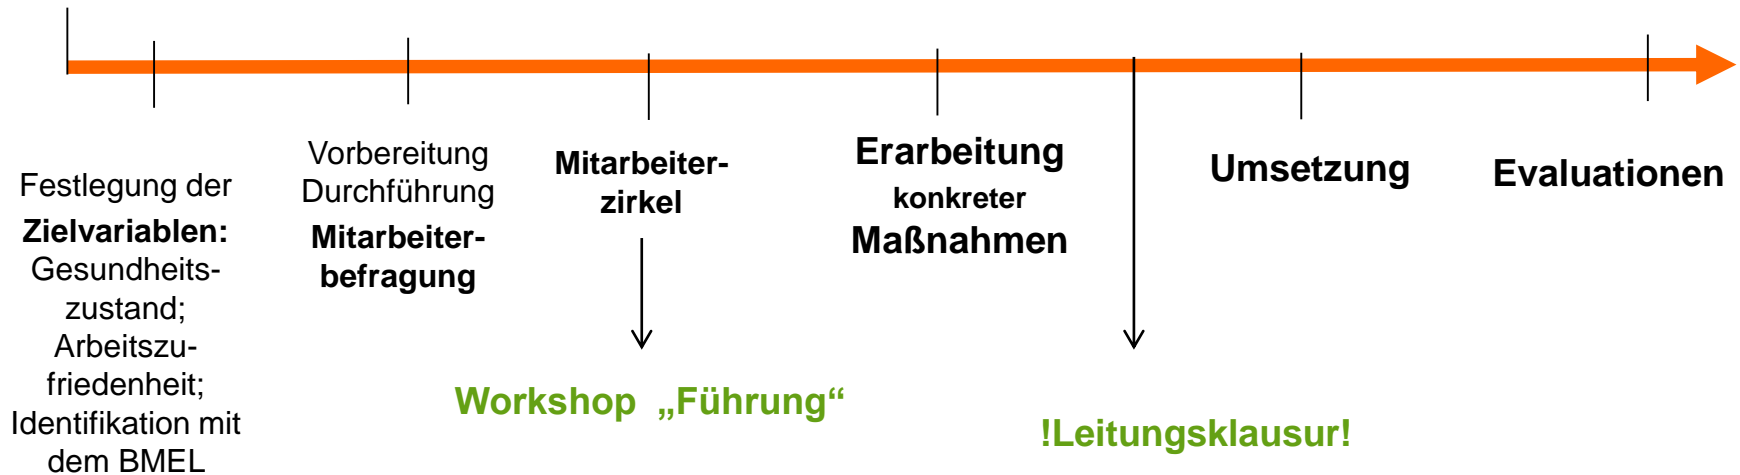 Festlegung der
Zielvariablen:
Gesundheits-
zustand;
Arbeitszu-
friedenheit;
Identifikation mit
dem BMEL
Vorbereitung
Durchführung
Mitarbeiter-
befragung
Mitarbeiter-
zirkel
Workshop „Führung“
Erarbeitung
konkreter
Maßnahmen
!Leitungsklausur!
Umsetzung
Evaluationen